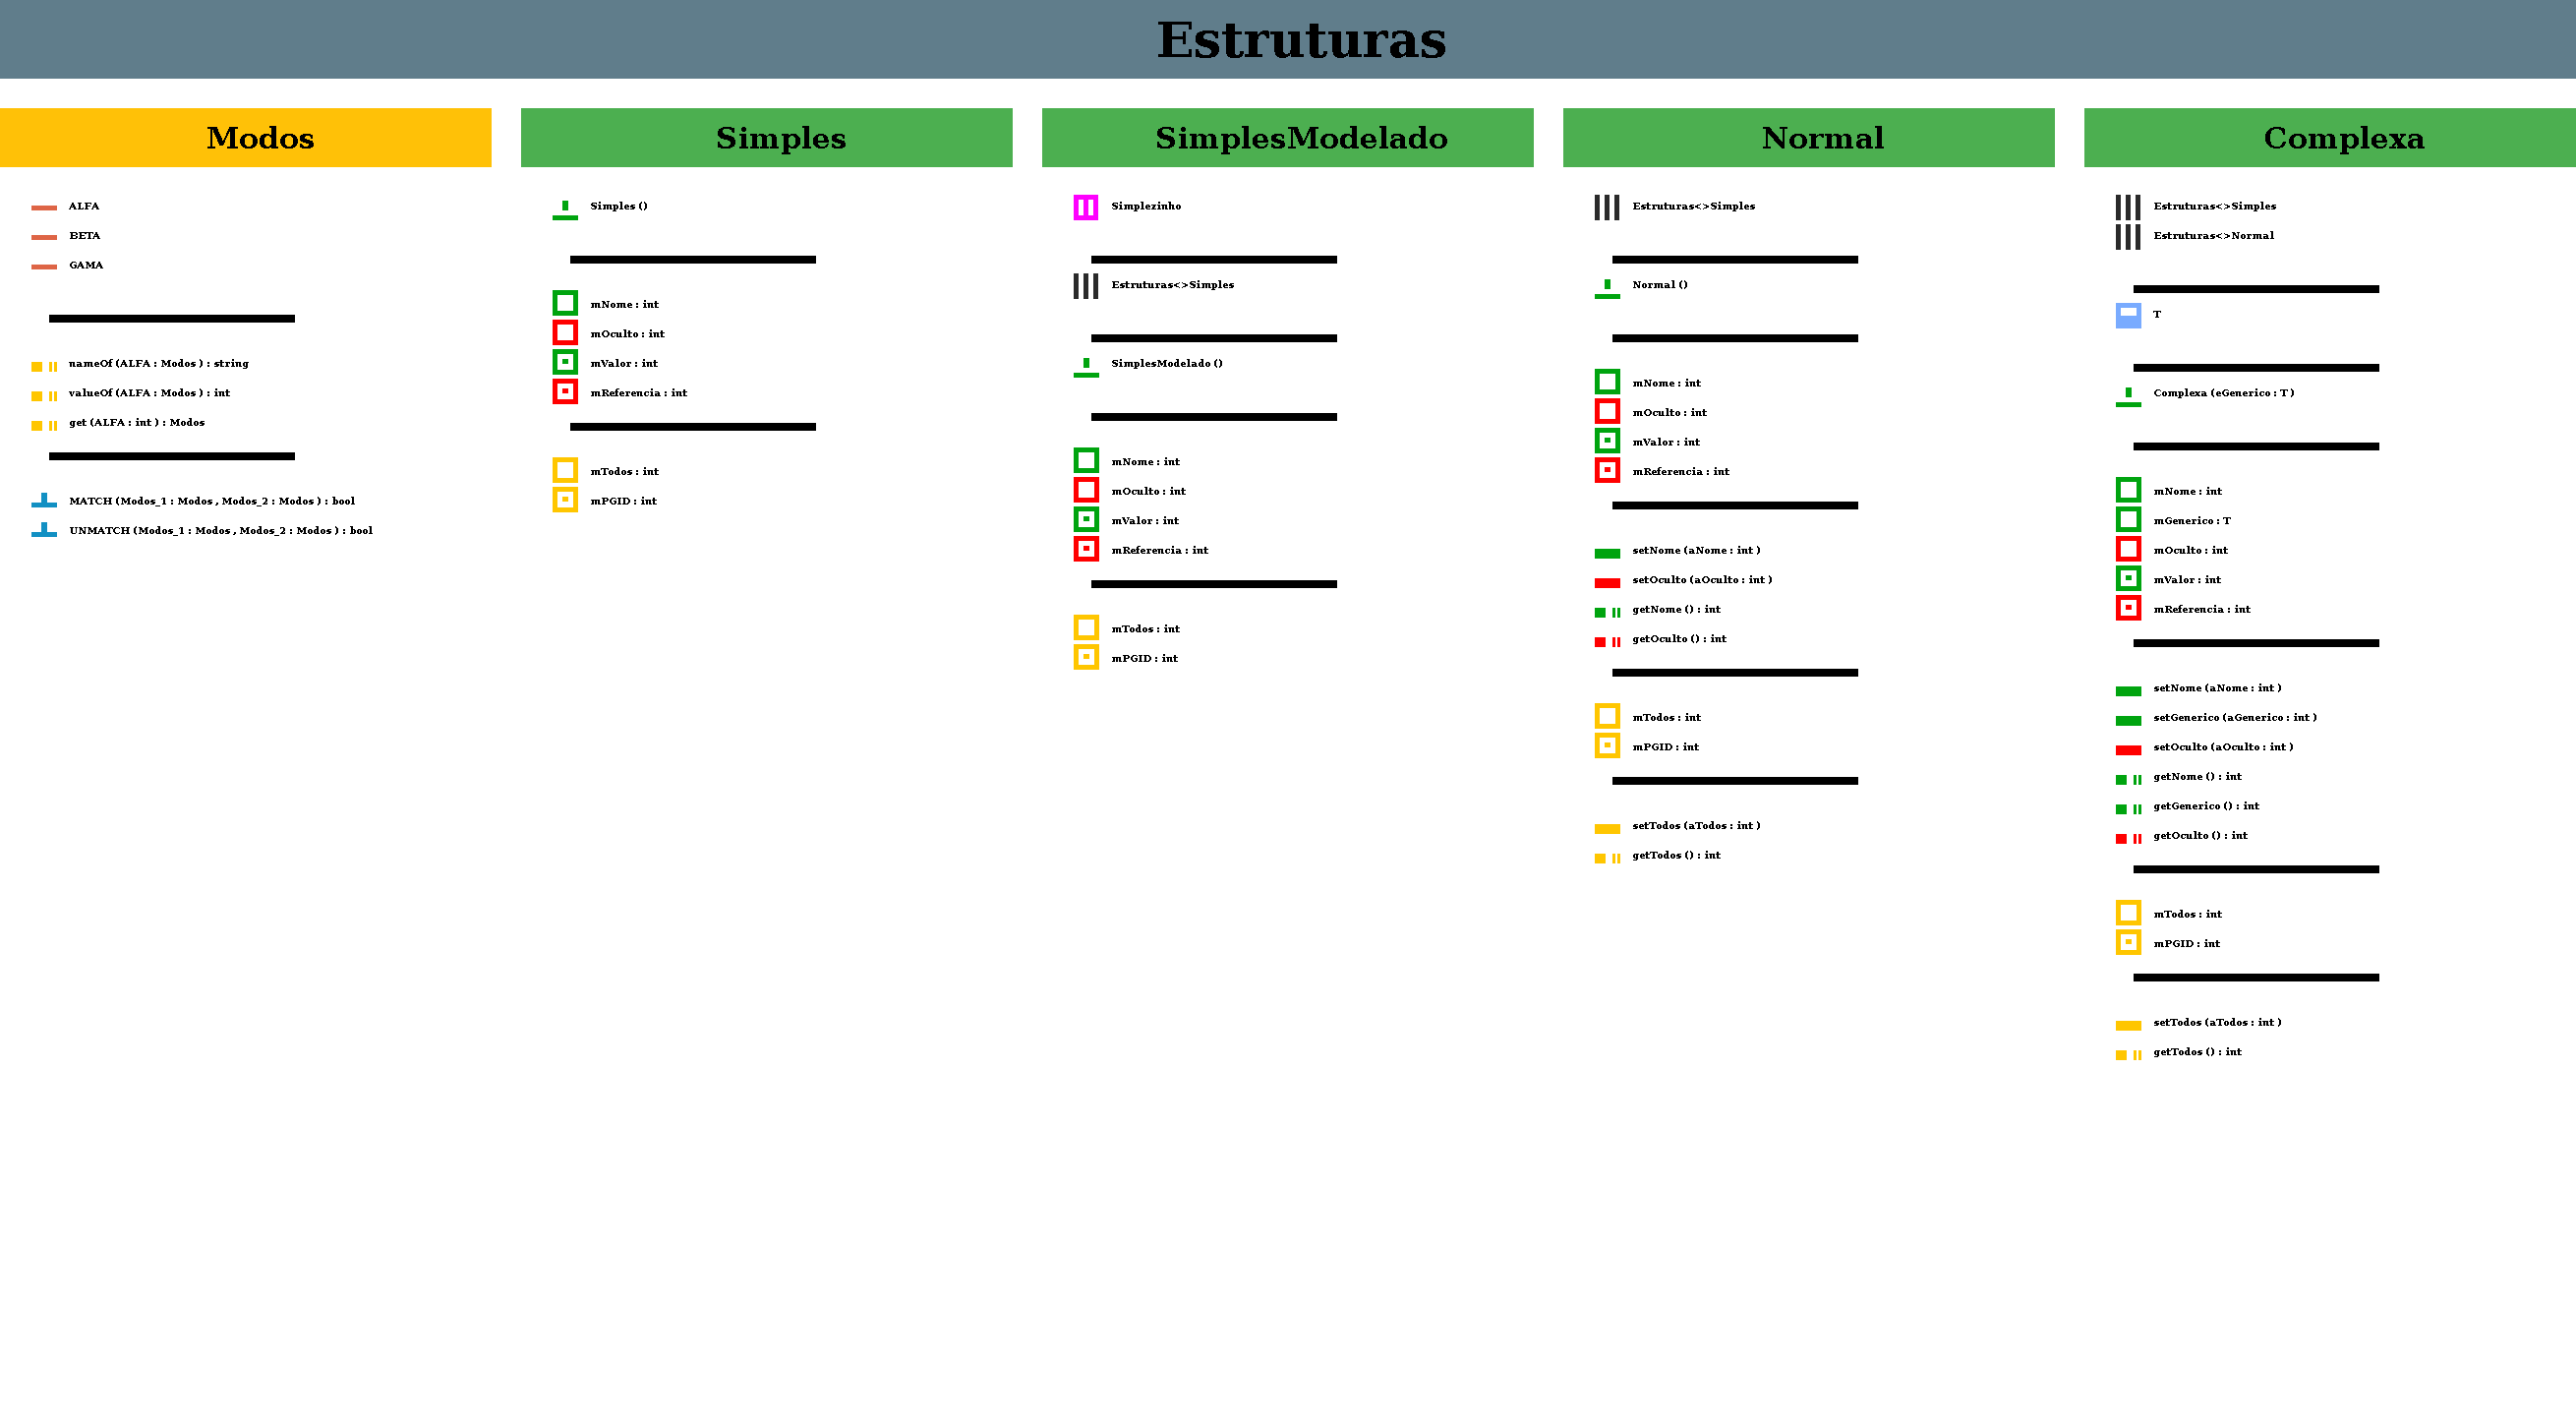 Estruturas
Modos
ALFA
BETA
GAMA
nameOf (ALFA : Modos ) : string
valueOf (ALFA : Modos ) : int
get (ALFA : int ) : Modos
MATCH (Modos_1 : Modos , Modos_2 : Modos ) : bool
UNMATCH (Modos_1 : Modos , Modos_2 : Modos ) : bool
Simples
Simples ()
mNome : int
mOculto : int
mValor : int
mReferencia : int
mTodos : int
mPGID : int
SimplesModelado
Simplezinho
Estruturas<>Simples
SimplesModelado ()
mNome : int
mOculto : int
mValor : int
mReferencia : int
mTodos : int
mPGID : int
Normal
Estruturas<>Simples
Normal ()
mNome : int
mOculto : int
mValor : int
mReferencia : int
setNome (aNome : int )
setOculto (aOculto : int )
getNome () : int
getOculto () : int
mTodos : int
mPGID : int
setTodos (aTodos : int )
getTodos () : int
Complexa
Estruturas<>Simples
Estruturas<>Normal
T
Complexa (eGenerico : T )
mNome : int
mGenerico : T
mOculto : int
mValor : int
mReferencia : int
setNome (aNome : int )
setGenerico (aGenerico : int )
setOculto (aOculto : int )
getNome () : int
getGenerico () : int
getOculto () : int
mTodos : int
mPGID : int
setTodos (aTodos : int )
getTodos () : int